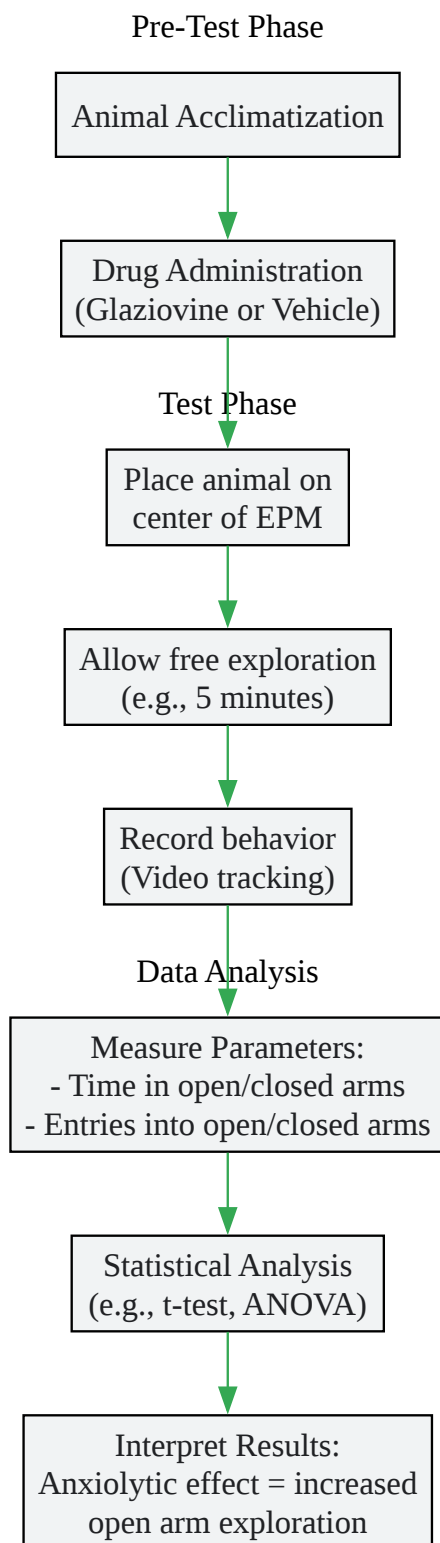 Pre-Test Phase
Animal Acclimatization
Drug Administration
(Glaziovine or Vehicle)
Test Phase
Place animal on
center of EPM
Allow free exploration
(e.g., 5 minutes)
Record behavior
(Video tracking)
Data Analysis
Measure Parameters:
- Time in open/closed arms
- Entries into open/closed arms
Statistical Analysis
(e.g., t-test, ANOVA)
Interpret Results:
Anxiolytic effect = increased
open arm exploration